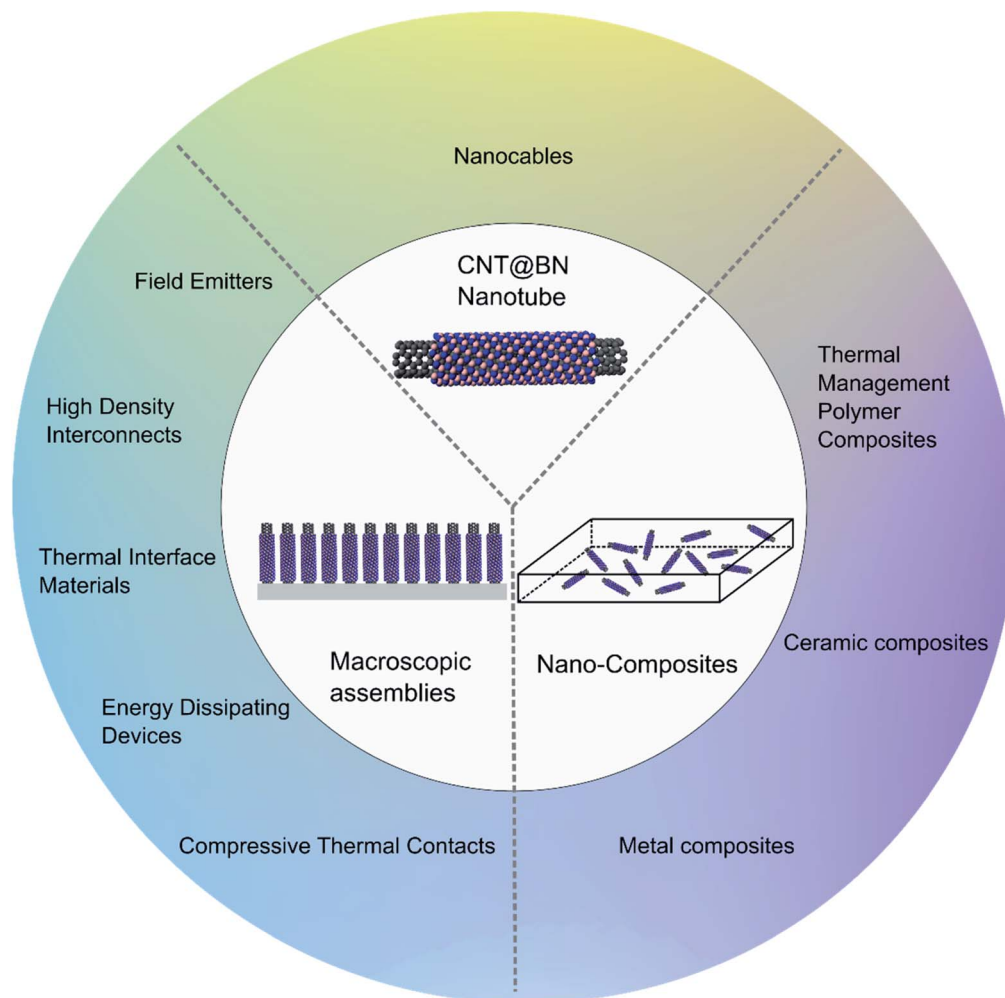 Nanocables
CNT@BN
Nanotube
Field Emitters
High Density
Interconnects
Thermal Interface
Materials
Energy Dissipating
Devices
Compressive Thermal Contacts
Macroscopic
assemblies
Thermal
Management
Polymer
Composites
Ceramic composites
Nano-Composites
Metal composites